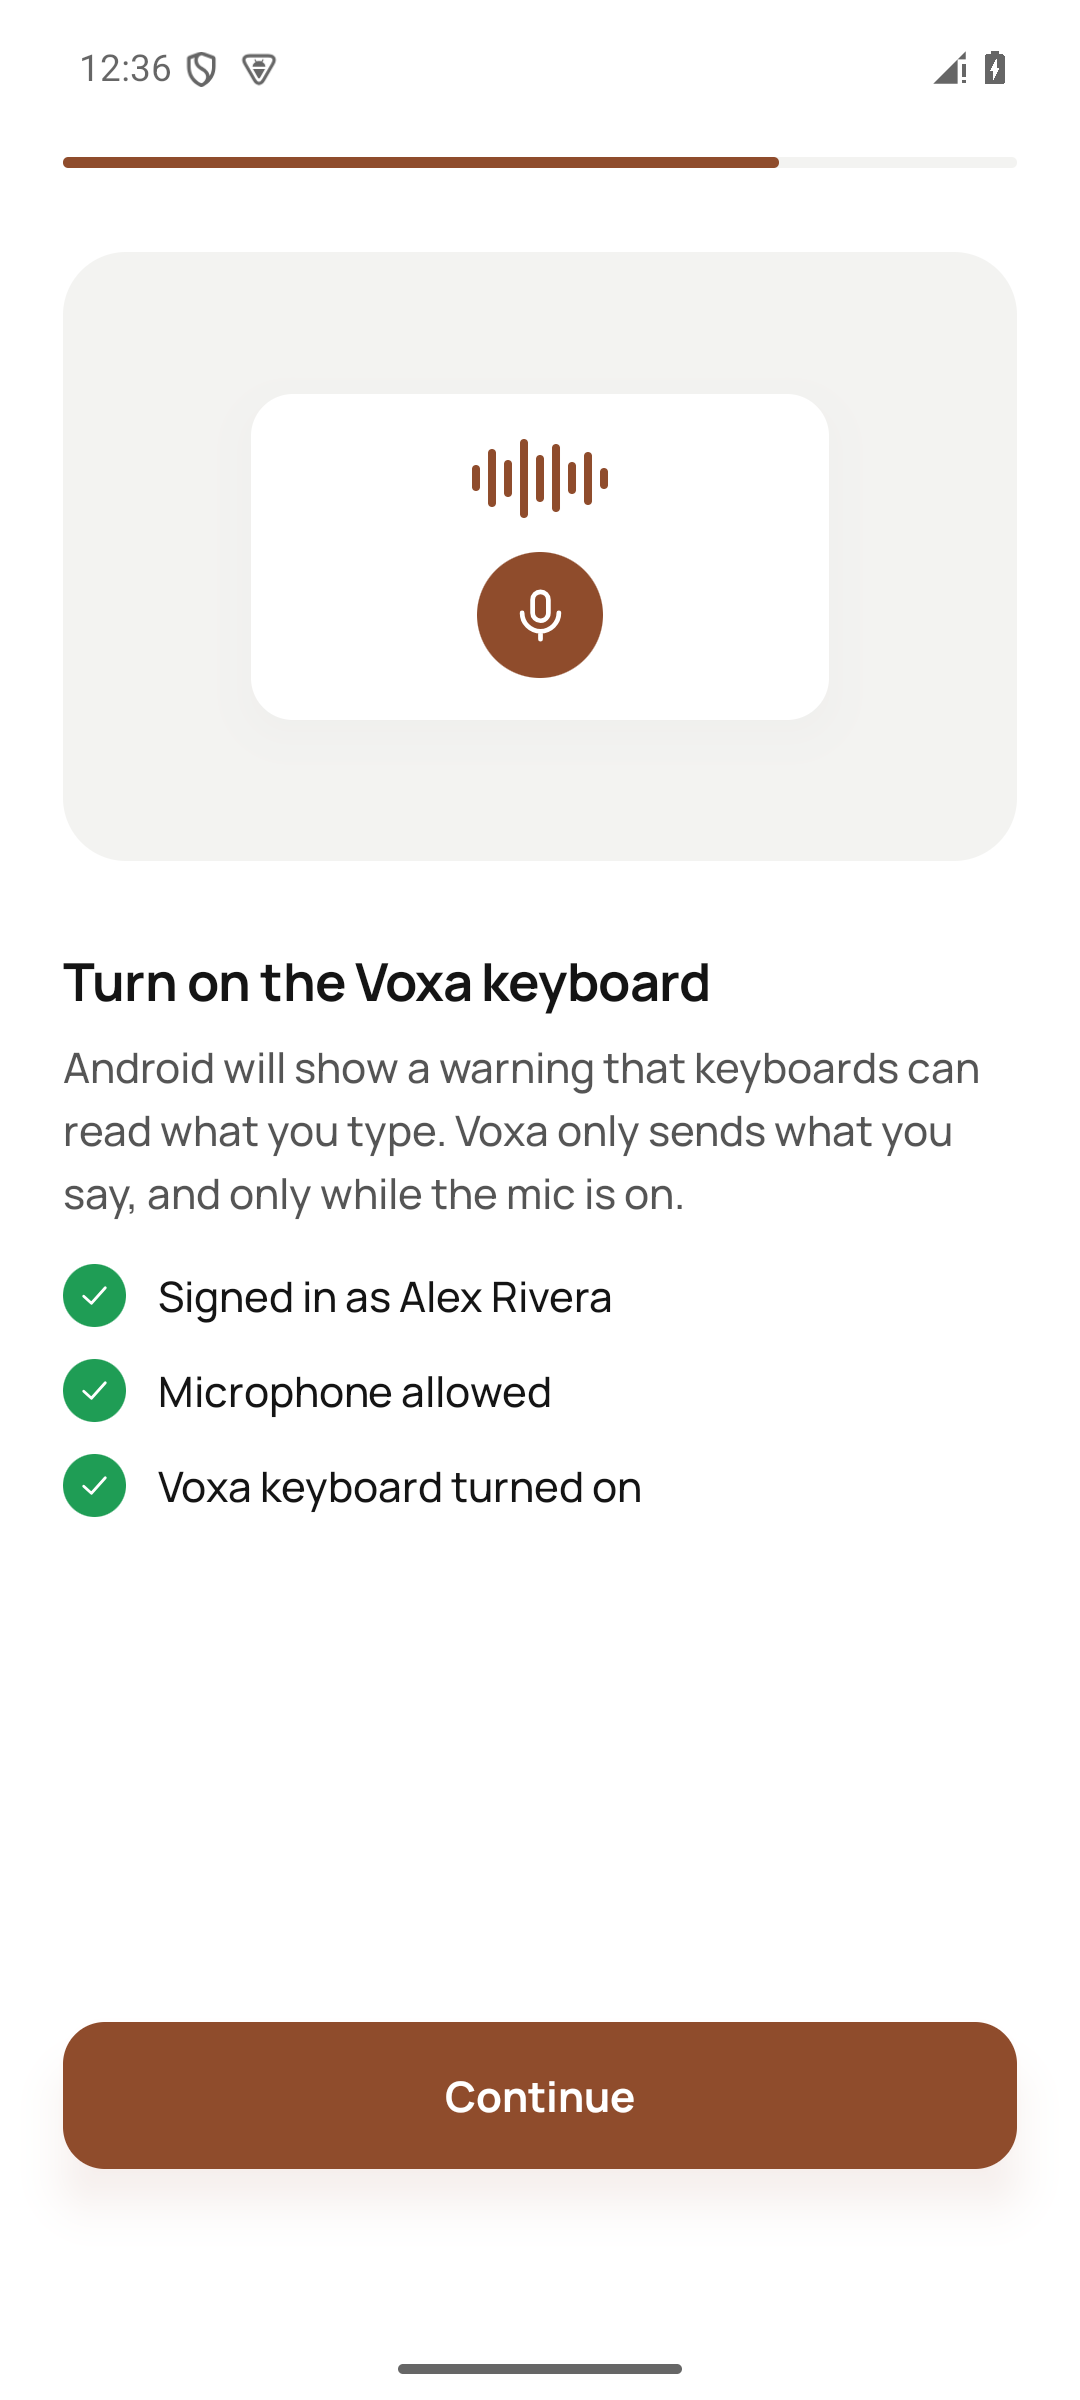 12:36
Turn on the Voxa keyboard
Android will show a warning that keyboards can
read what you type. Voxa only sends what you
say, and only while the mic is on.
Signed in as Alex Rivera
Microphone allowed
Voxa keyboard turned on
Continue